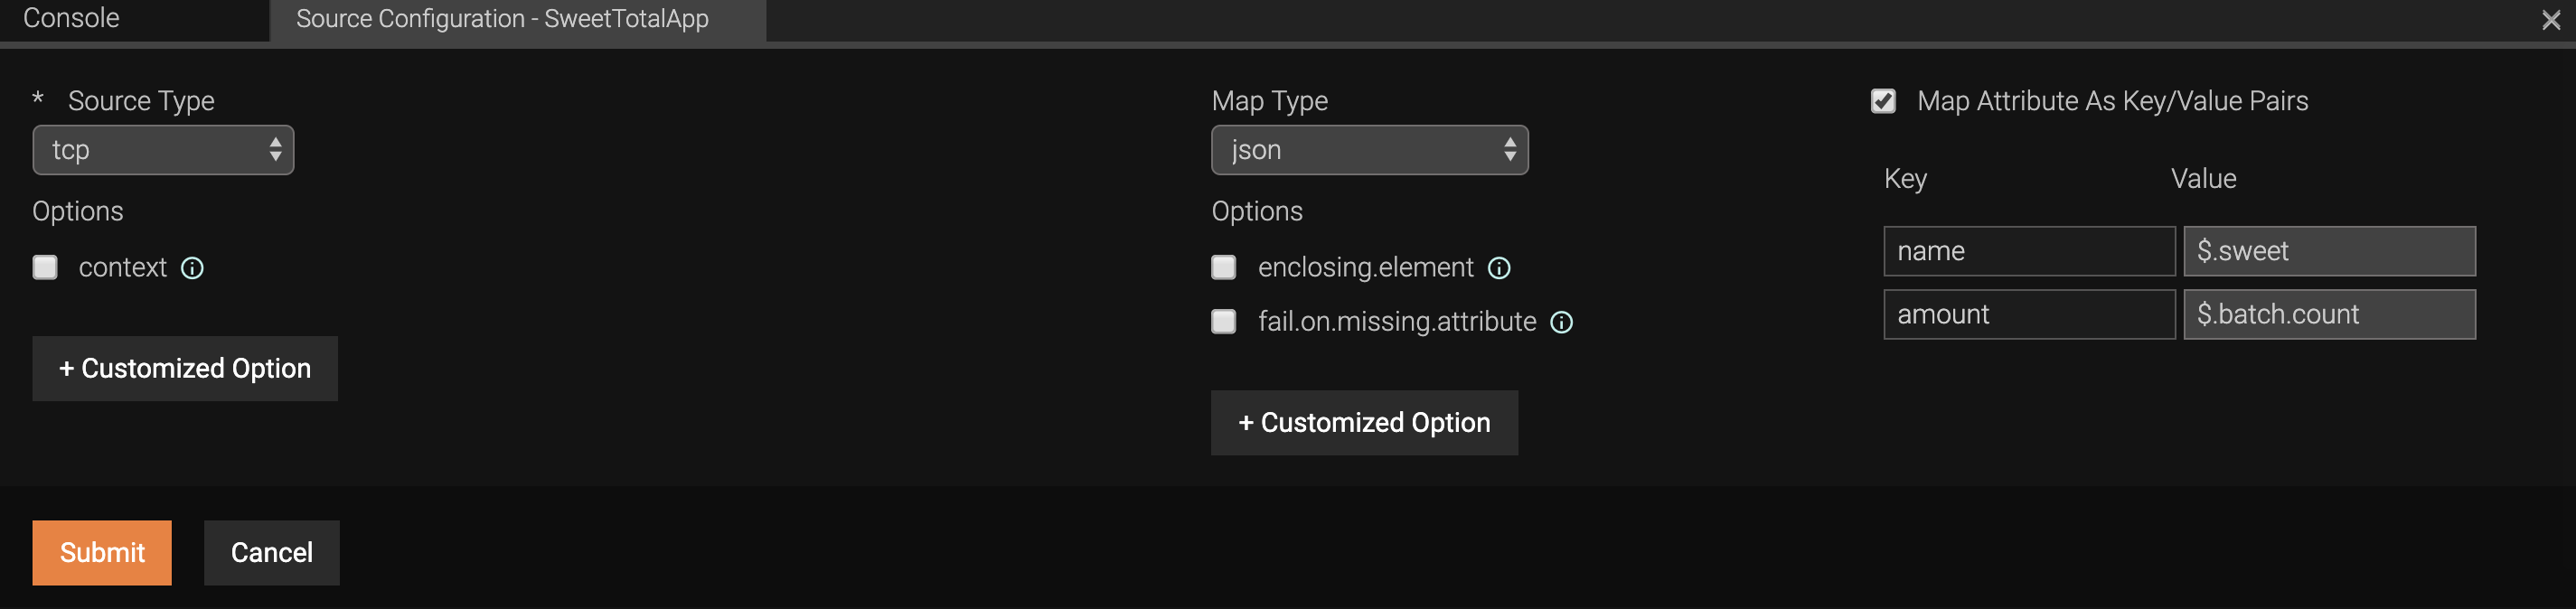 Console
Source Configuration - SweetTotalApp
* Source Type
tcp
Options
context
+ Customized Option
Map Type
json
Options
enclosing.element
fail.on.missing.attribute
+ Customized Option
Map Attribute As Key/Value Pairs
Key Value
name $.sweet
amount $.batch.count
Submit Cancel